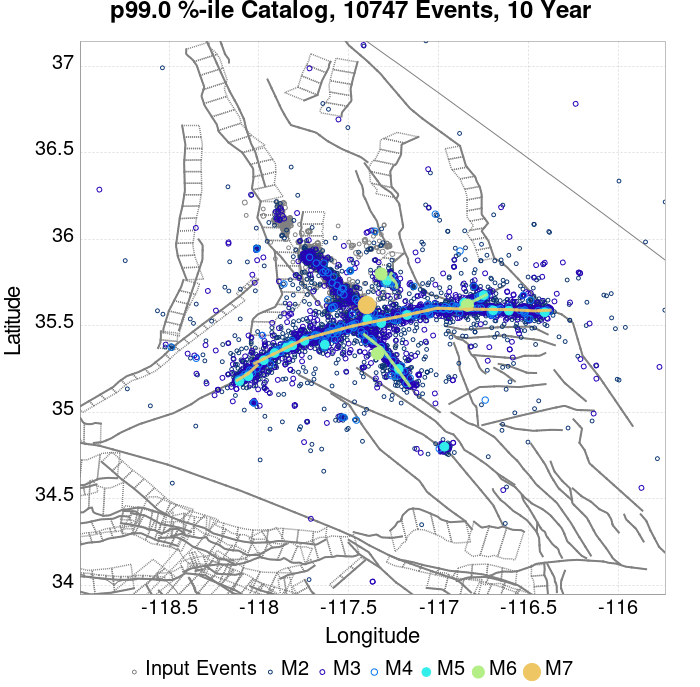 p99.0 %-ile Catalog, 10747 Events, 10 Year
37
36.5
36
35.5
35
34.5
34
Latitude
-118.5 -118 -117.5 -117 -116.5 -116
Longitude
Input Events M2 M3 M4 M5 M6 M7